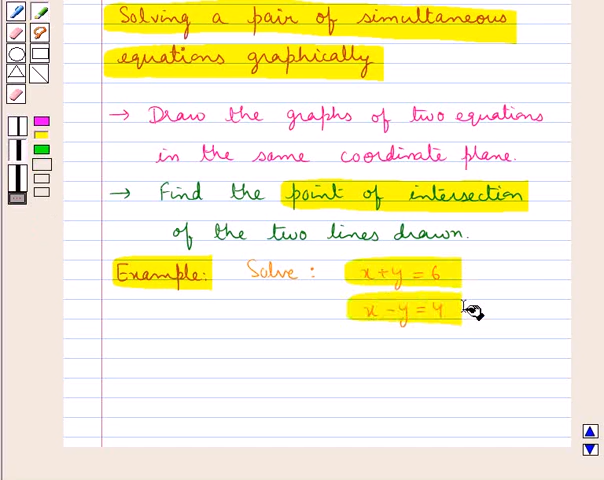 Solving a pair of simultaneous
equations graphically
→ Draw the graphs of two equations
in the same coordinate plane.
→ Find the point of intersection
of the two lines drawn.
Example: Solve : x + y = 6
x - y = 4